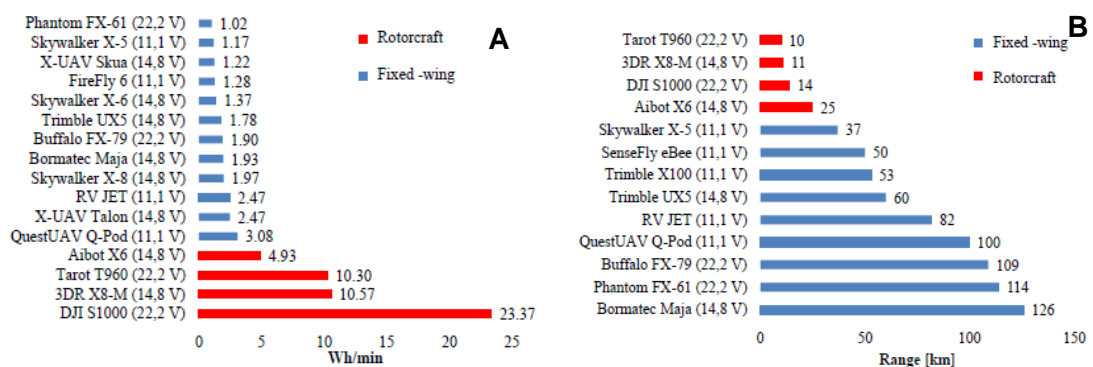 A
Rotorcraft
Fixed -wing
Phantom FX-61 (22,2 V) 1.02
Skywalker X-5 (11,1 V) 1.17
X-UAV Skua (14,8 V) 1.22
FireFly 6 (11,1 V) 1.28
Skywalker X-6 (14,8 V) 1.37
Trimble UX5 (14,8 V) 1.78
Buffalo FX-79 (22,2 V) 1.90
Bormatec Maja (14,8 V) 1.93
Skywalker X-8 (14,8 V) 1.97
RV JET (11,1 V) 2.47
X-UAV Talon (14,8 V) 2.47
QuestUAV Q-Pod (11,1 V) 3.08
Aibot X6 (14,8 V) 4.93
Tarot T960 (22,2 V) 10.30
3DR X8-M (14,8 V) 10.57
DJI S1000 (22,2 V) 23.37
0 5 10 15 20 25
Wh/min
B
Fixed -wing
Rotorcraft
Tarot T960 (22,2 V) 10
3DR X8-M (14,8 V) 11
DJI S1000 (22,2 V) 14
Aibot X6 (14,8 V) 25
Skywalker X-5 (11,1 V) 37
SenseFly eBee (11,1 V) 50
Trimble X100 (11,1 V) 53
Trimble UX5 (14,8 V) 60
RV JET (11,1 V) 82
QuestUAV Q-Pod (11,1 V) 100
Buffalo FX-79 (22,2 V) 109
Phantom FX-61 (22,2 V) 114
Bormatec Maja (14,8 V) 126
0 50 100 150
Range [km]